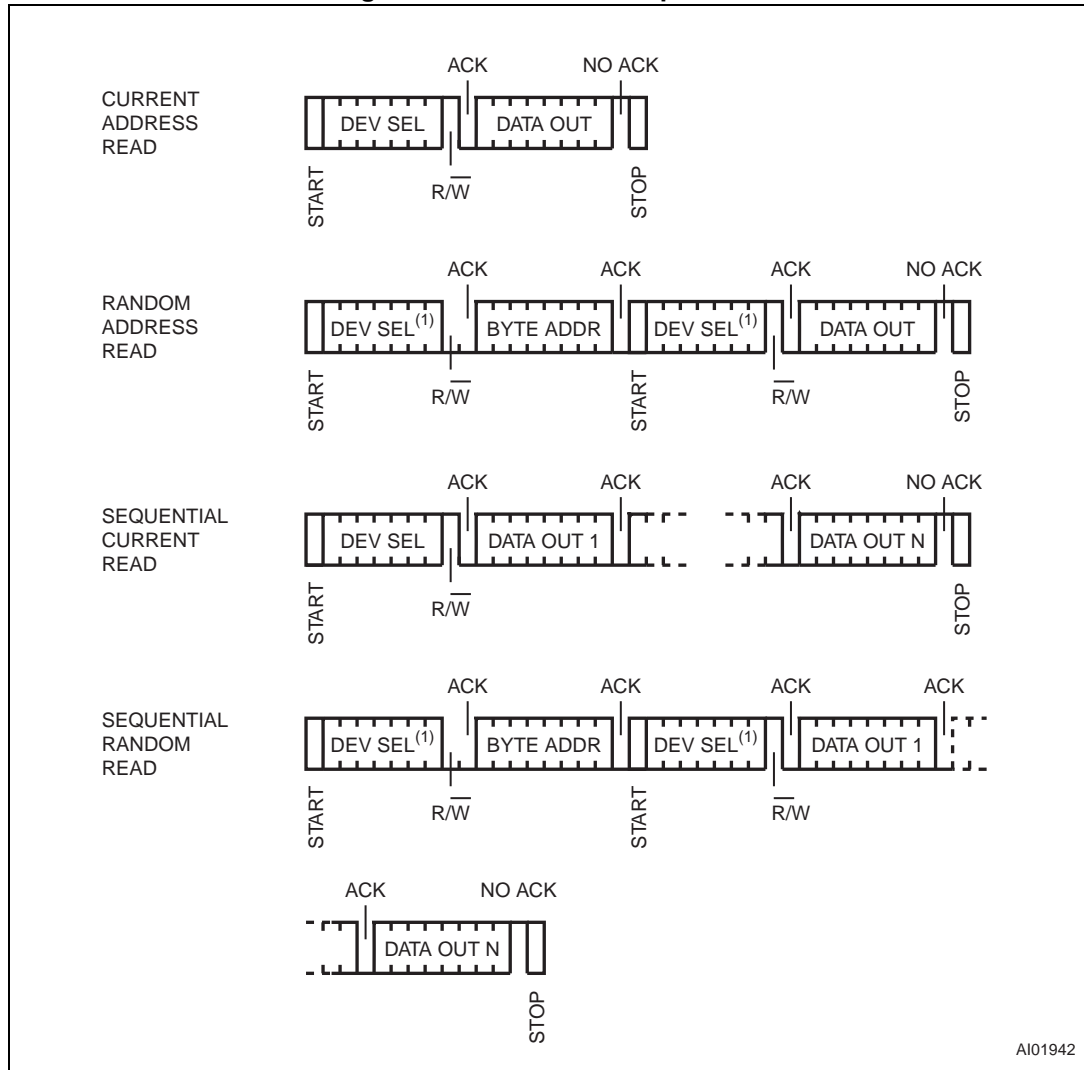 ACK NO ACK
CURRENT
ADDRESS
READ
DEV SEL DATA OUT
START R/W̅ STOP
ACK ACK ACK NO ACK
RANDOM
ADDRESS
READ
DEV SEL(1) BYTE ADDR DEV SEL(1) DATA OUT
START R/W̅ START R̅/W STOP
ACK ACK ACK NO ACK
SEQUENTIAL
CURRENT
READ
DEV SEL DATA OUT 1 DATA OUT N
START R/W̅ STOP
ACK ACK ACK ACK
SEQUENTIAL
RANDOM
READ
DEV SEL(1) BYTE ADDR DEV SEL(1) DATA OUT 1
START R/W̅ START R̅/W
ACK NO ACK
DATA OUT N
STOP
AI01942